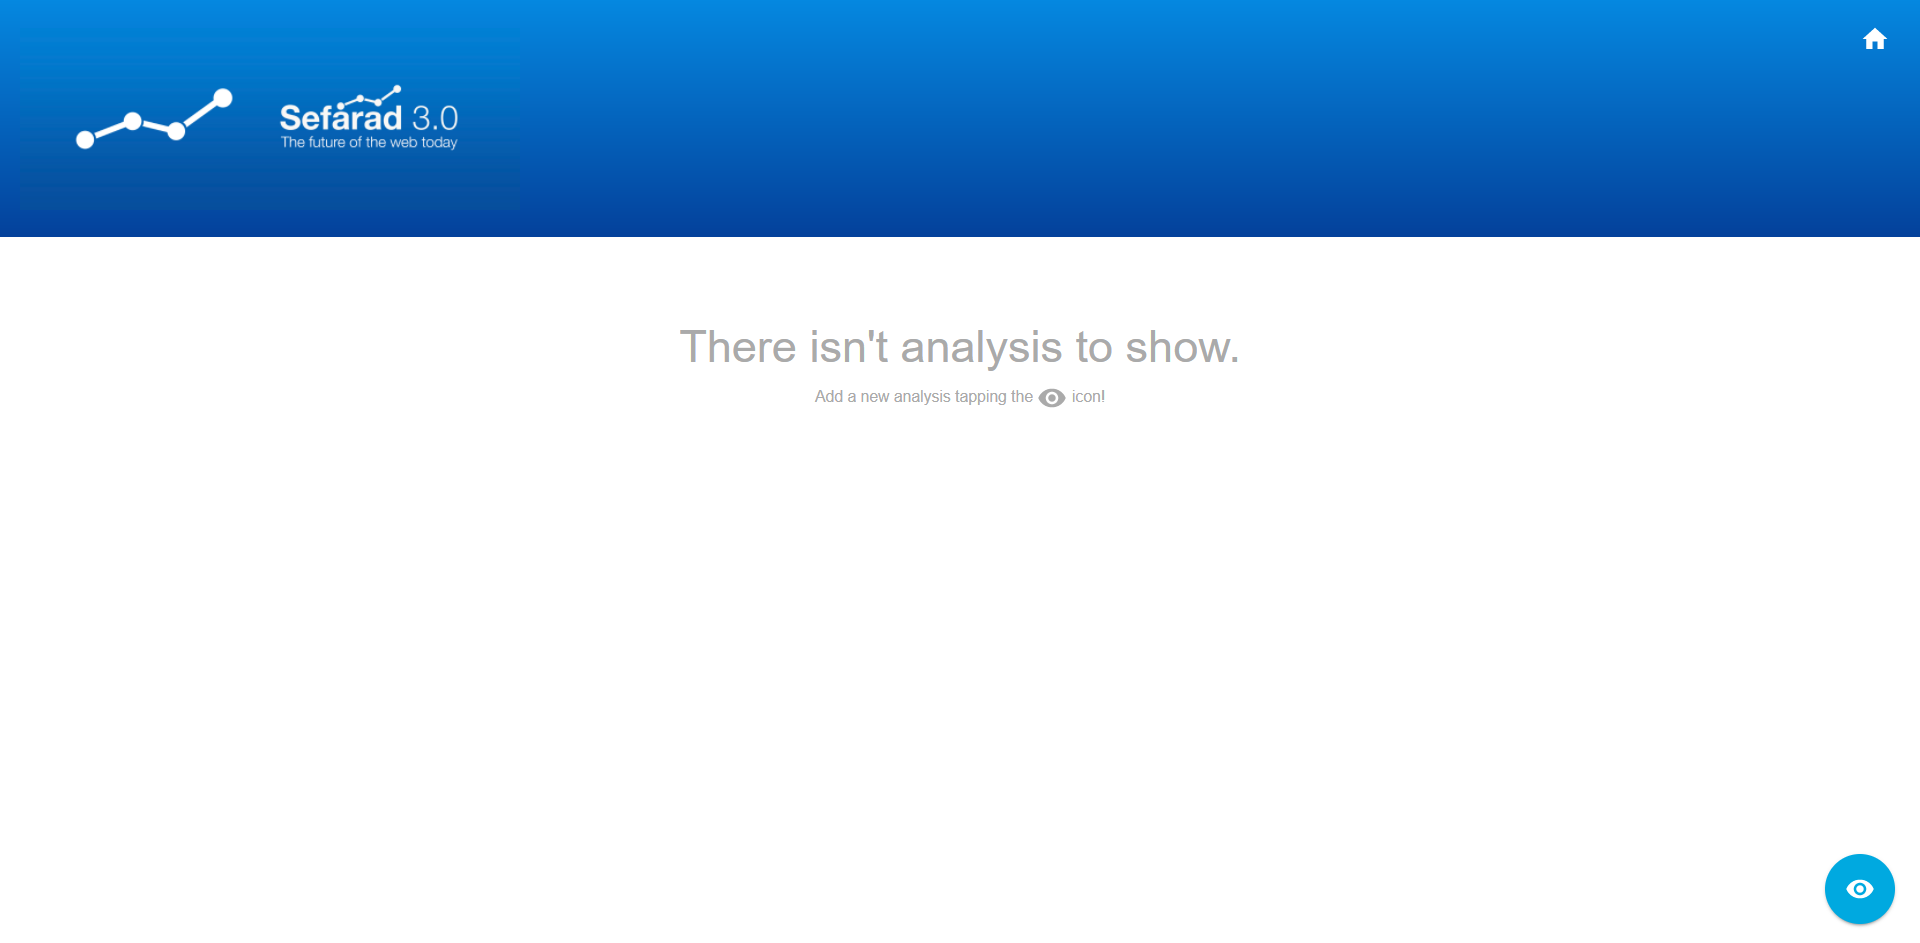 Sefarad 3.0
The future of the web today
There isn't analysis to show.
Add a new analysis tapping the icon!